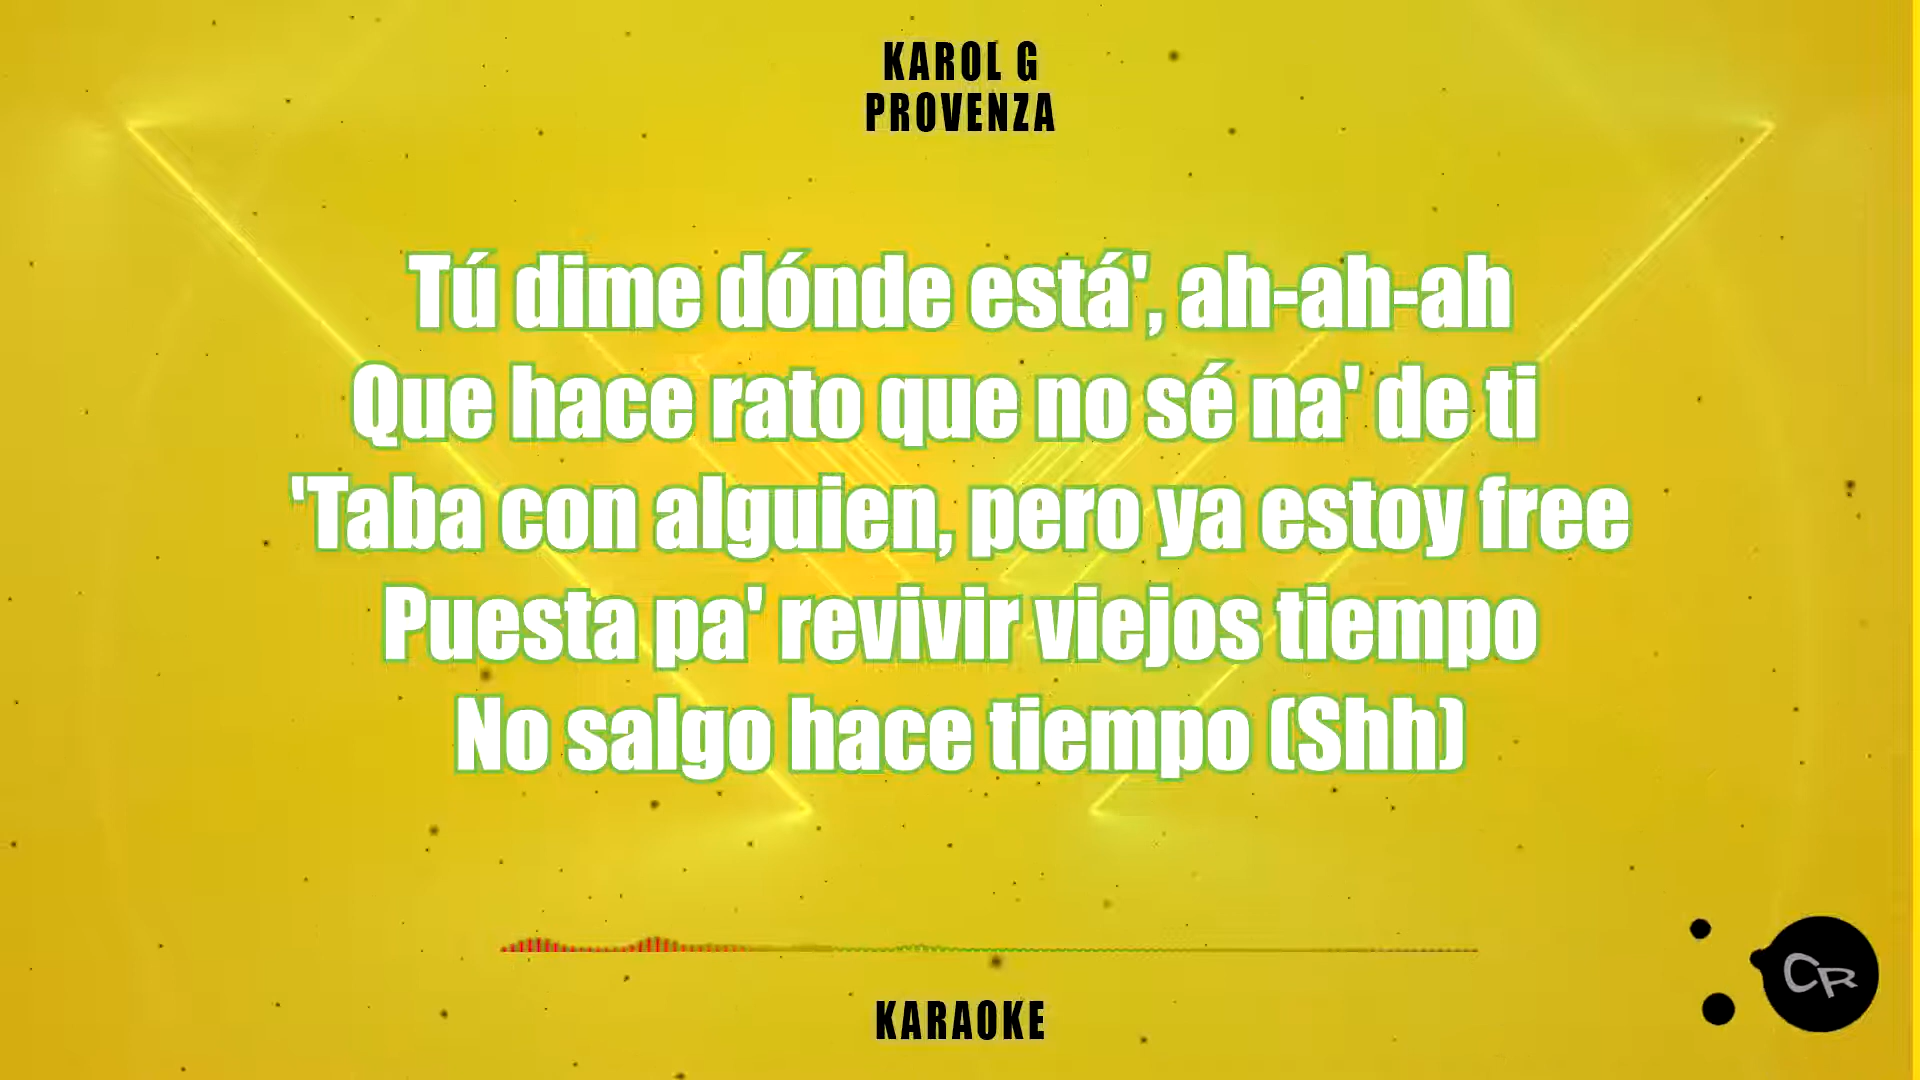 KAROL G
PROVENZA
Tú dime dónde está', ah-ah-ah
Que hace rato que no sé na' de ti
'Taba con alguien, pero ya estoy free
Puesta pa' revivir viejos tiempo
No salgo hace tiempo (Shh)
KARAOKE
CR